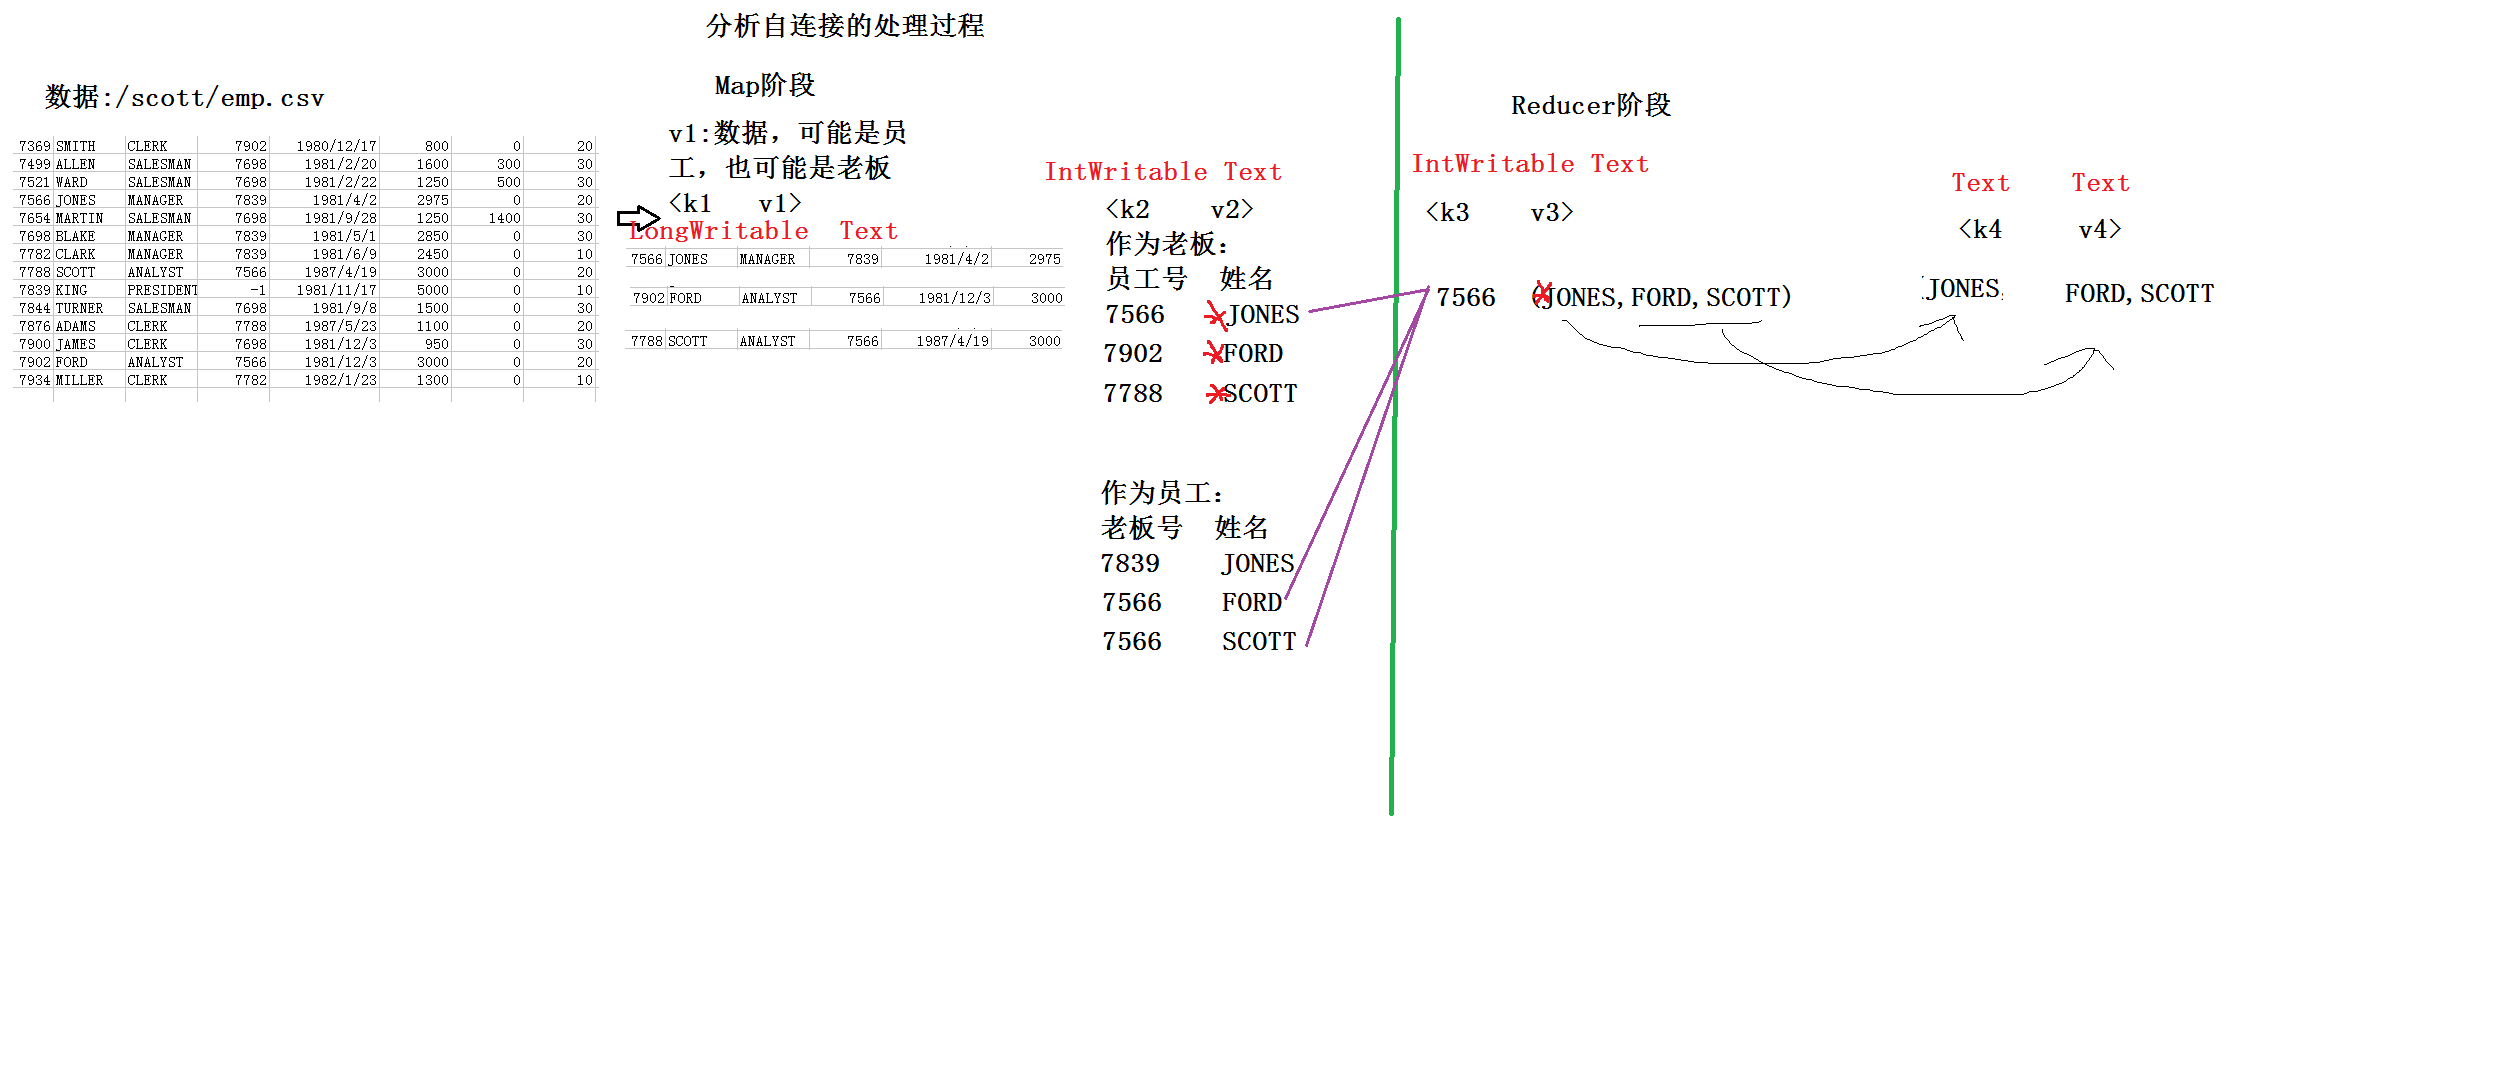 分析自连接的处理过程
数据:/scott/emp.csv
7369 SMITH CLERK 7902 1980/12/17 800 0 20
7499 ALLEN SALESMAN 7698 1981/2/20 1600 300 30
7521 WARD SALESMAN 7698 1981/2/22 1250 500 30
7566 JONES MANAGER 7839 1981/4/2 2975 0 20
7654 MARTIN SALESMAN 7698 1981/9/28 1250 1400 30
7698 BLAKE MANAGER 7839 1981/5/1 2850 0 30
7782 CLARK MANAGER 7839 1981/6/9 2450 0 10
7788 SCOTT ANALYST 7566 1987/4/19 3000 0 20
7839 KING PRESIDENT -1 1981/11/17 5000 0 10
7844 TURNER SALESMAN 7698 1981/9/8 1500 0 30
7876 ADAMS CLERK 7788 1987/5/23 1100 0 20
7900 JAMES CLERK 7698 1981/12/3 950 0 30
7902 FORD ANALYST 7566 1981/12/3 3000 0 20
7934 MILLER CLERK 7782 1982/1/23 1300 0 10
Map阶段
v1:数据，可能是员
工，也可能是老板
<k1 v1>
LongWritable Text
7566 JONES MANAGER 7839 1981/4/2 2975
7902 FORD ANALYST 7566 1981/12/3 3000
7788 SCOTT ANALYST 7566 1987/4/19 3000
IntWritable Text
<k2 v2>
作为老板:
员工号 姓名
7566 *JONES
7902 *FORD
7788 *SCOTT
作为员工:
老板号 姓名
7839 JONES
7566 FORD
7566 SCOTT
Reducer阶段
IntWritable Text
<k3 v3>
7566 (*JONES,FORD,SCOTT)
Text Text
<k4 v4>
JONES, FORD,SCOTT